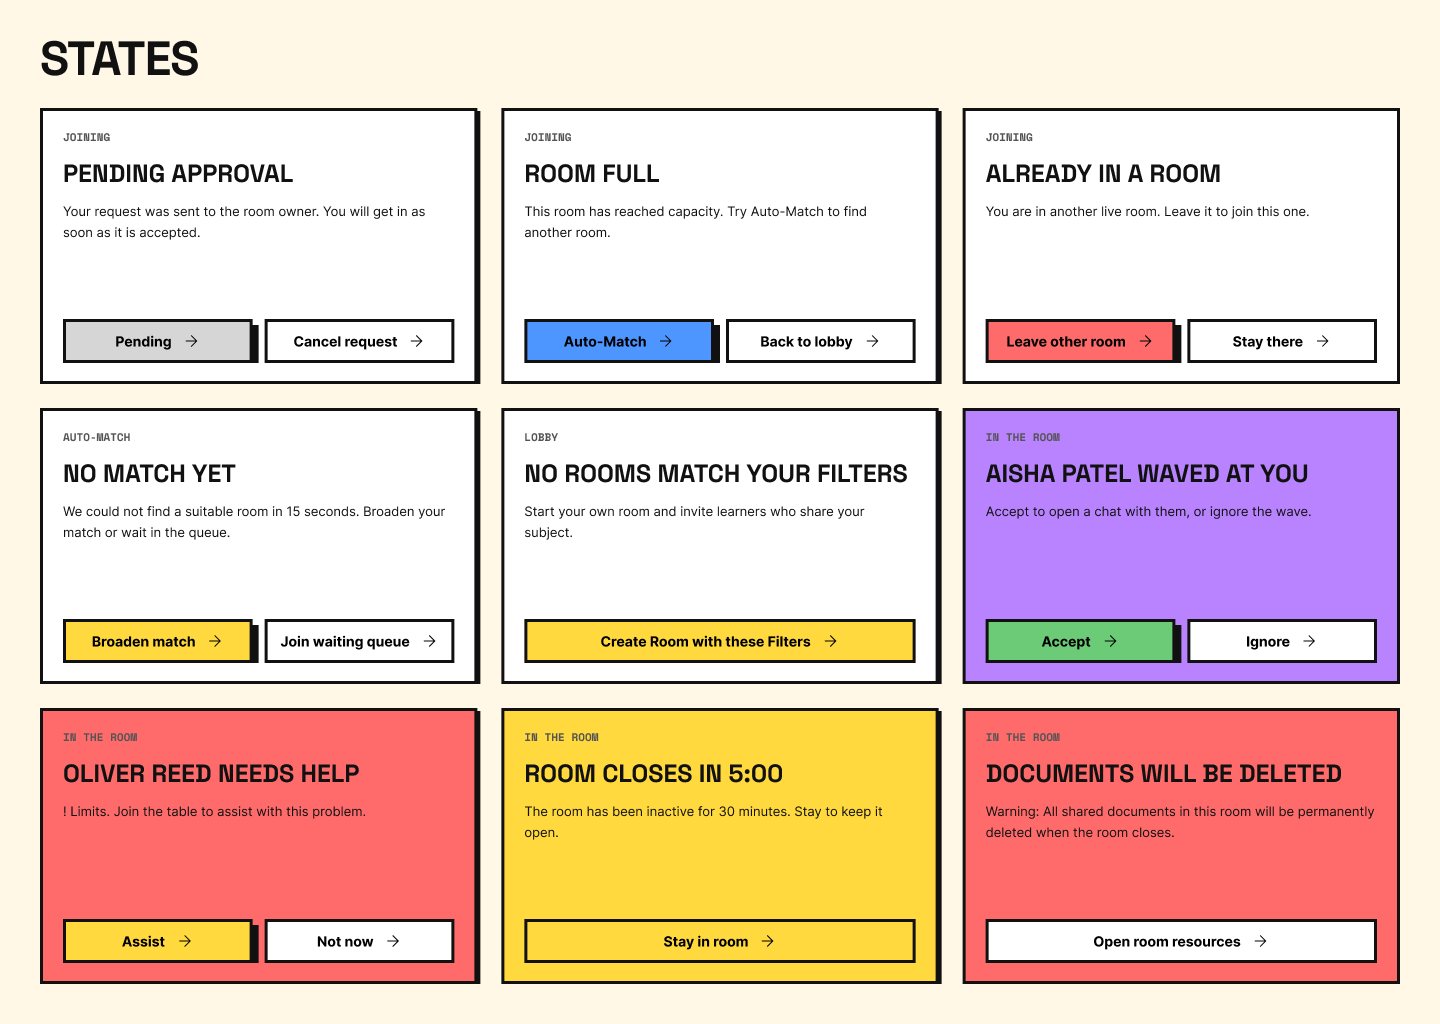 STATES
JOINING
PENDING APPROVAL
Your request was sent to the room owner. You will get in as
soon as it is accepted.
Pending →
Cancel request →
JOINING
ROOM FULL
This room has reached capacity. Try Auto-Match to find
another room.
Auto-Match →
Back to lobby →
JOINING
ALREADY IN A ROOM
You are in another live room. Leave it to join this one.
Leave other room →
Stay there →
AUTO-MATCH
NO MATCH YET
We could not find a suitable room in 15 seconds. Broaden your
match or wait in the queue.
Broaden match →
Join waiting queue →
LOBBY
NO ROOMS MATCH YOUR FILTERS
Start your own room and invite learners who share your
subject.
Create Room with these Filters →
IN THE ROOM
AISHA PATEL WAVED AT YOU
Accept to open a chat with them, or ignore the wave.
Accept →
Ignore →
IN THE ROOM
OLIVER REED NEEDS HELP
! Limits. Join the table to assist with this problem.
Assist →
Not now →
IN THE ROOM
ROOM CLOSES IN 5:00
The room has been inactive for 30 minutes. Stay to keep it
open.
Stay in room →
IN THE ROOM
DOCUMENTS WILL BE DELETED
Warning: All shared documents in this room will be permanently
deleted when the room closes.
Open room resources →